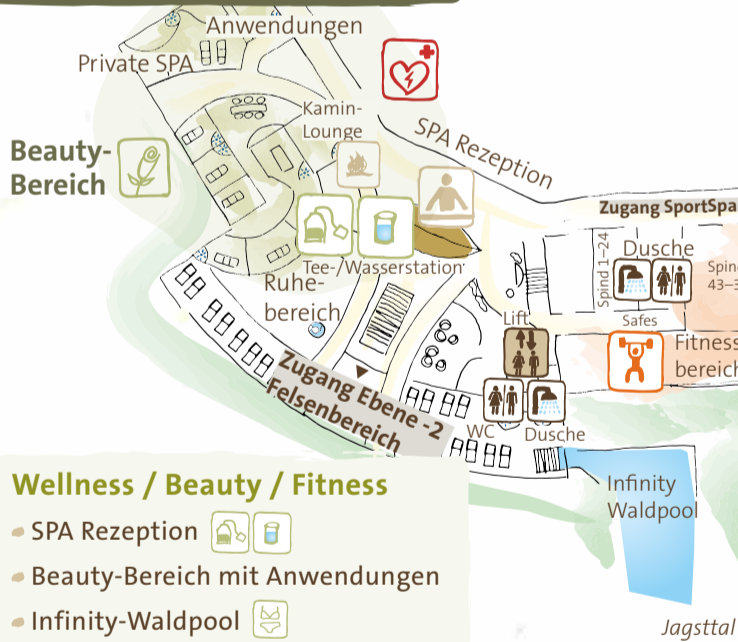 Anwendungen
Private SPA
Kamin-
Lounge
SPA Rezeption
Beauty-
Bereich
Zugang SportSpa
Spind 1–24
Dusche
Spin
43–3
Tee-/Wasserstation
Ruhe-
bereich
Safes
Lift
Fitness
bereich
Zugang Ebene -2
Felsenbereich
WC
Dusche
Infinity
Waldpool
Wellness / Beauty / Fitness
SPA Rezeption
Beauty-Bereich mit Anwendungen
Infinity-Waldpool
Jagsttal